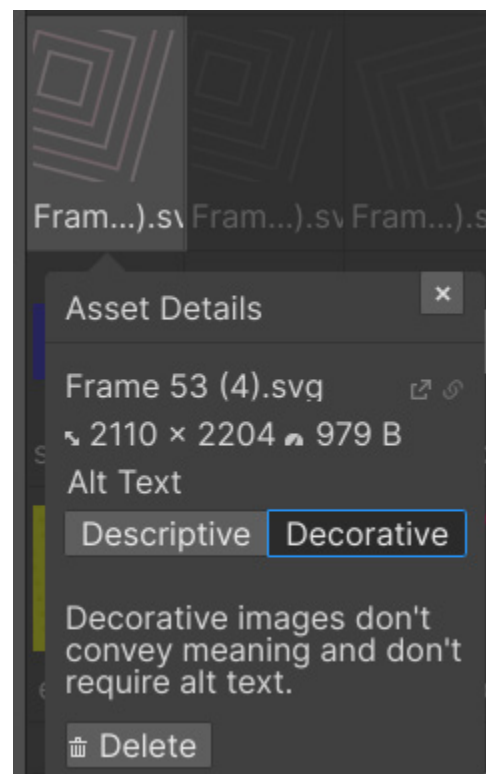 Fram...).sv Fram...).sv Fram...).s
Asset Details
×
Frame 53 (4).svg
2110 × 2204 979 B
Alt Text
Descriptive Decorative
Decorative images don't
convey meaning and don't
require alt text.
Delete